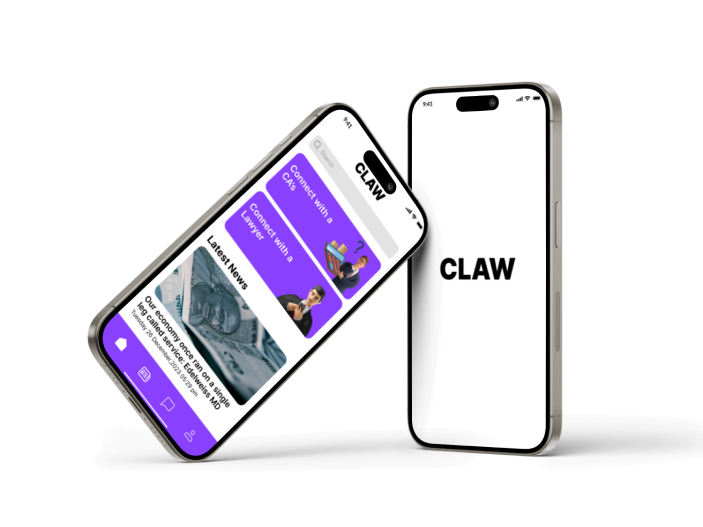 9:41
CLAW
Search
Connect with a
CA's
Connect with a
Lawyer
Latest News
Our economy once ran on a single
leg called service: Edelweiss MD
Tuesday 26 December,2023 05:29 pm
9:41
CLAW